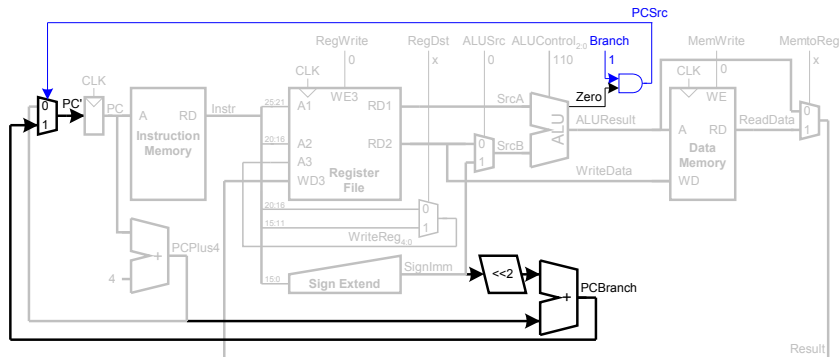 PCSrc
RegWrite RegDst ALUSrc ALUControl2:0 Branch MemWrite MemtoReg
0 x 0 110 1 0 x
CLK CLK CLK
0 PC' PC
1
A RD Instr
Instruction
Memory
25:21 A1 WE3 RD1 SrcA Zero
20:16 A2 RD2 0 SrcB ALU ALUResult
1
A3
Register
WD3 File
WE
A RD ReadData 0
1
Data
Memory
WriteData WD
20:16 0
15:11 1
WriteReg4:0
PCPlus4
+
4
SignImm
15:0 Sign Extend
<<2
+
PCBranch
Result